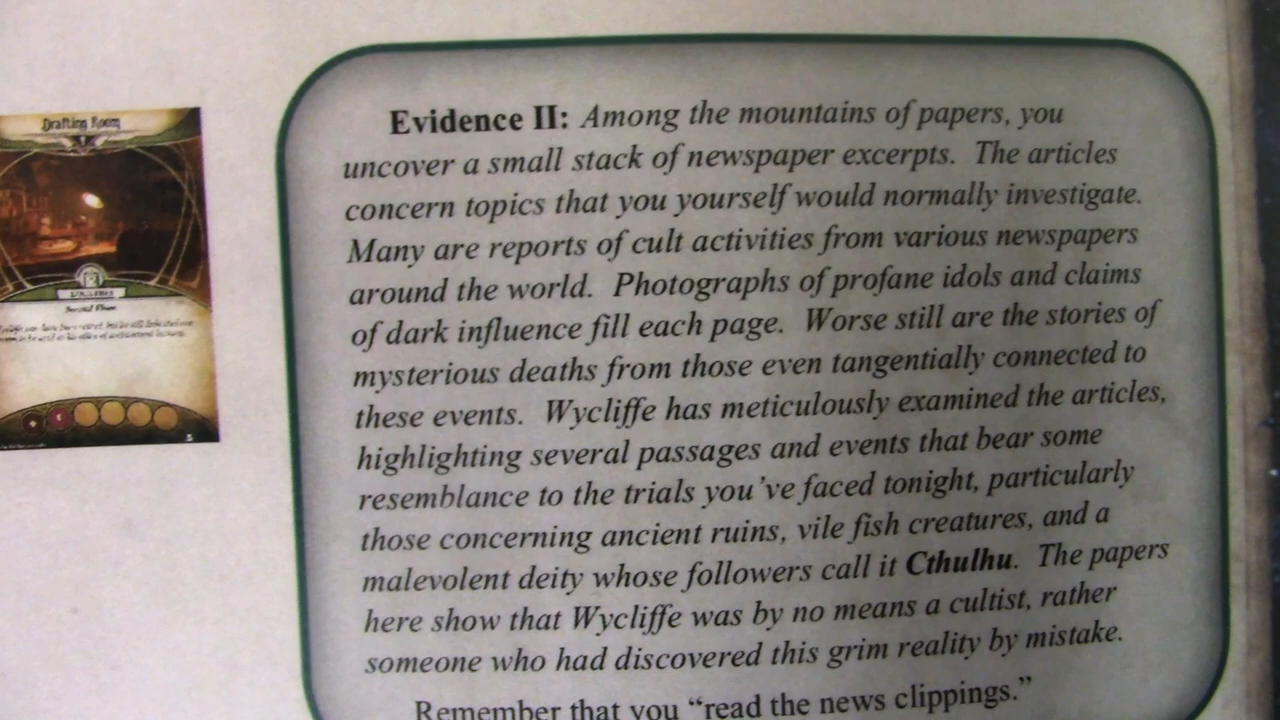 Drafting Room
Second Floor
Evidence II: Among the mountains of papers, you
uncover a small stack of newspaper excerpts. The articles
concern topics that you yourself would normally investigate.
Many are reports of cult activities from various newspapers
around the world. Photographs of profane idols and claims
of dark influence fill each page. Worse still are the stories of
mysterious deaths from those even tangentially connected to
these events. Wycliffe has meticulously examined the articles,
highlighting several passages and events that bear some
resemblance to the trials you've faced tonight, particularly
those concerning ancient ruins, vile fish creatures, and a
malevolent deity whose followers call it Cthulhu. The papers
here show that Wycliffe was by no means a cultist, rather
someone who had discovered this grim reality by mistake.
Remember that you “read the news clippings.”